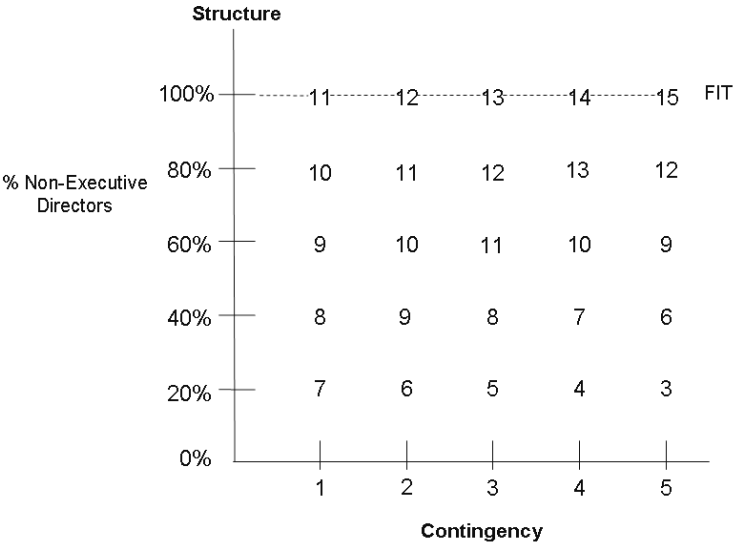 Structure
100% 11 12 13 14 15 FIT
80% 10 11 12 13 12
% Non-Executive
Directors
60% 9 10 11 10 9
40% 8 9 8 7 6
20% 7 6 5 4 3
0%
1 2 3 4 5
Contingency